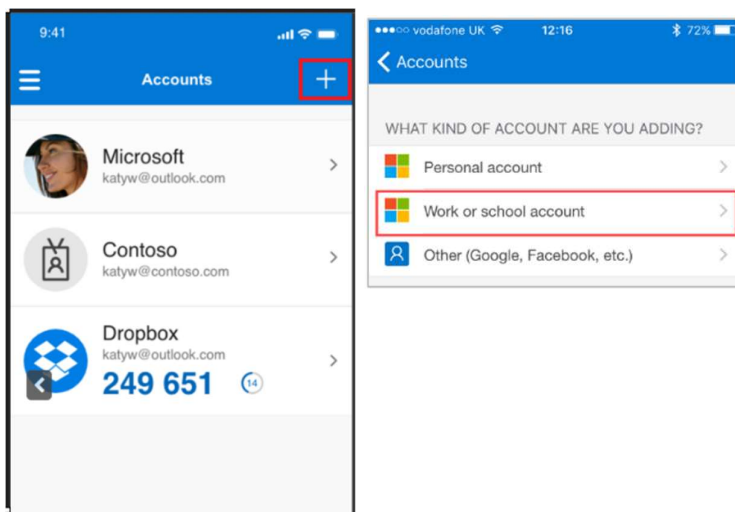 9:41
Accounts
Microsoft
katyw@outlook.com
Contoso
katyw@contoso.com
Dropbox
katyw@outlook.com
249 651
14
vodafone UK 12:16 72%
Accounts
WHAT KIND OF ACCOUNT ARE YOU ADDING?
Personal account
Work or school account
Other (Google, Facebook, etc.)